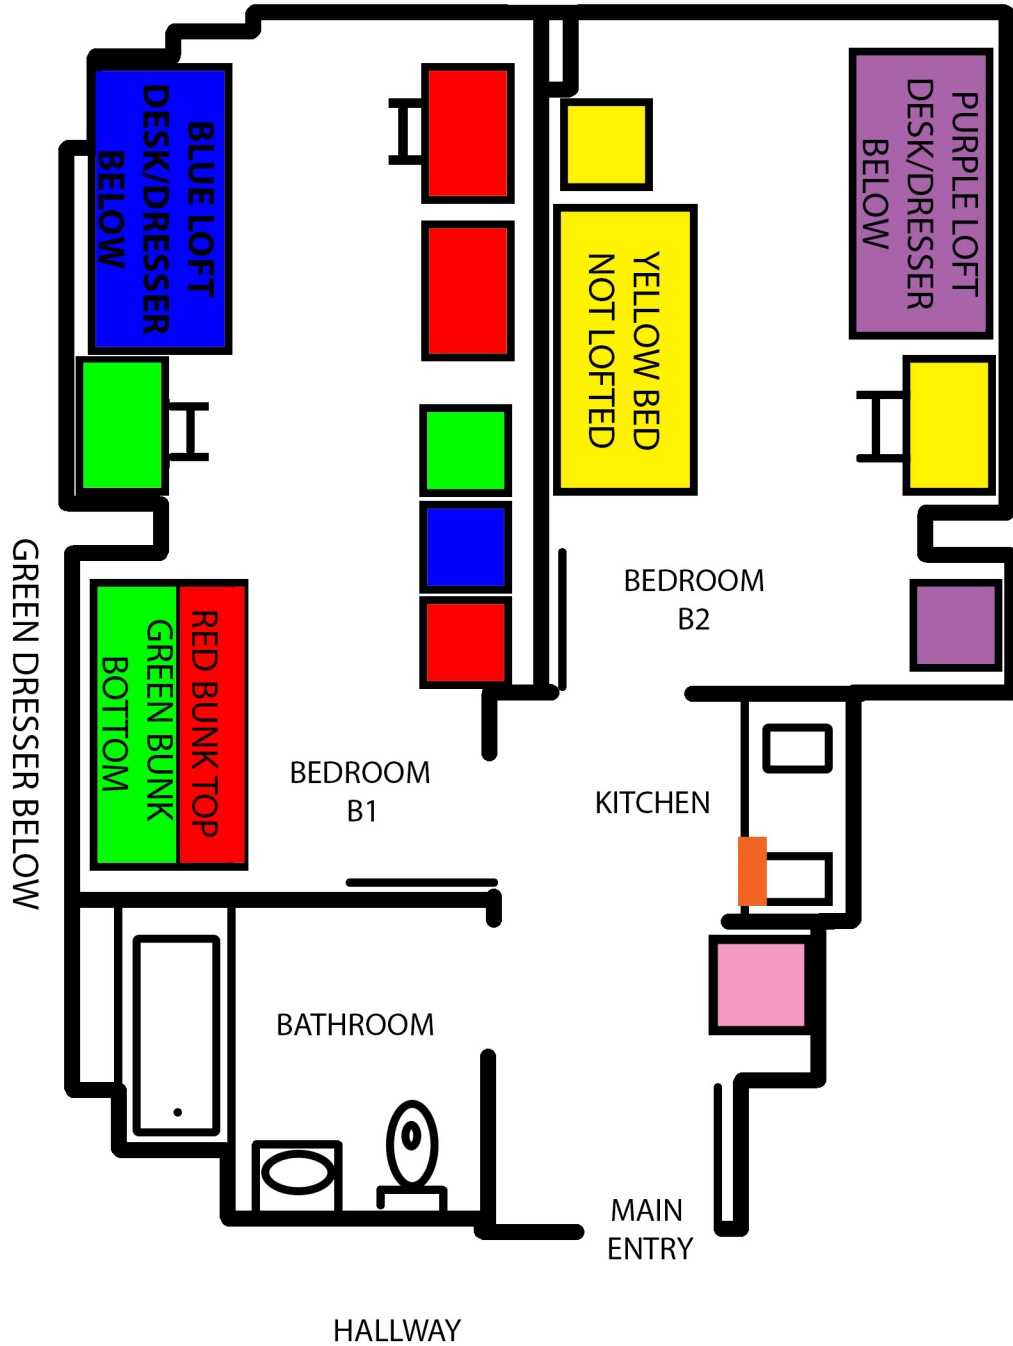 BLUE LOFT
DESK/DRESSER
BELOW
PURPLE LOFT
DESK/DRESSER
BELOW
YELLOW BED
NOT LOFTED
GREEN DRESSER BELOW
RED BUNK TOP
GREEN BUNK
BOTTOM
BEDROOM
B2
BEDROOM
B1
KITCHEN
BATHROOM
MAIN
ENTRY
HALLWAY